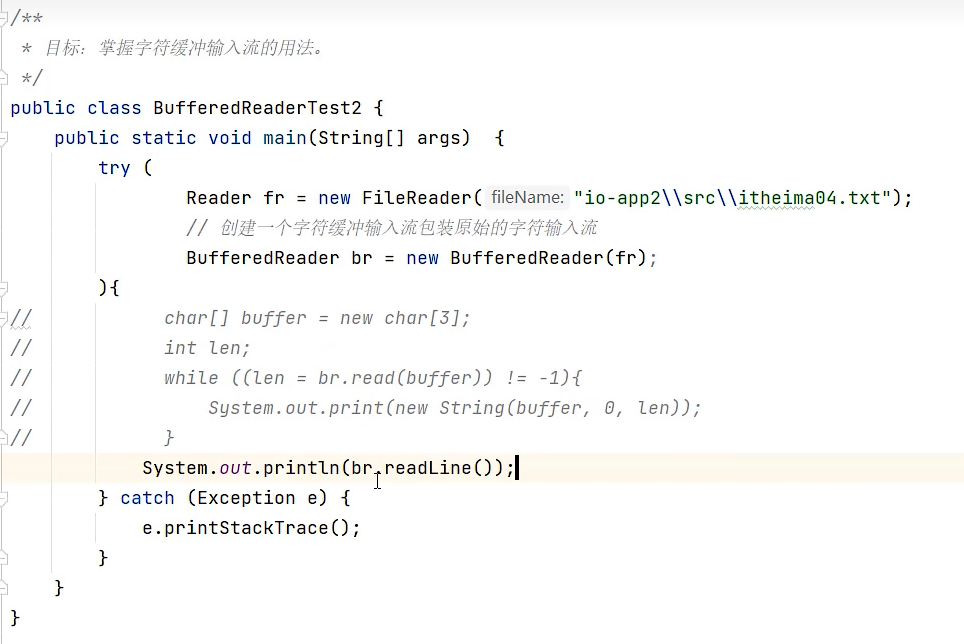 /**
 * 目标：掌握字符缓冲输入流的用法。
 */
public class BufferedReaderTest2 {
    public static void main(String[] args)  {
        try (
                Reader fr = new FileReader( fileName: "io-app2\\src\\itheima04.txt");
                // 创建一个字符缓冲输入流包装原始的字符输入流
                BufferedReader br = new BufferedReader(fr);
        ){
//            char[] buffer = new char[3];
//            int len;
//            while ((len = br.read(buffer)) != -1){
//                System.out.print(new String(buffer, 0, len));
//            }
            System.out.println(br.readLine());
        } catch (Exception e) {
            e.printStackTrace();
        }
    }
}